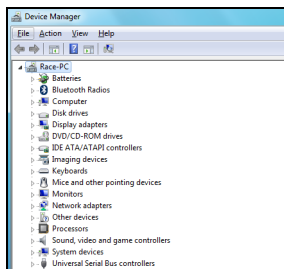 Device Manager
File Action View Help
Race-PC
Batteries
Bluetooth Radios
Computer
Disk drives
Display adapters
DVD/CD-ROM drives
IDE ATA/ATAPI controllers
Imaging devices
Keyboards
Mice and other pointing devices
Monitors
Network adapters
Other devices
Processors
Sound, video and game controllers
System devices
Universal Serial Bus controllers